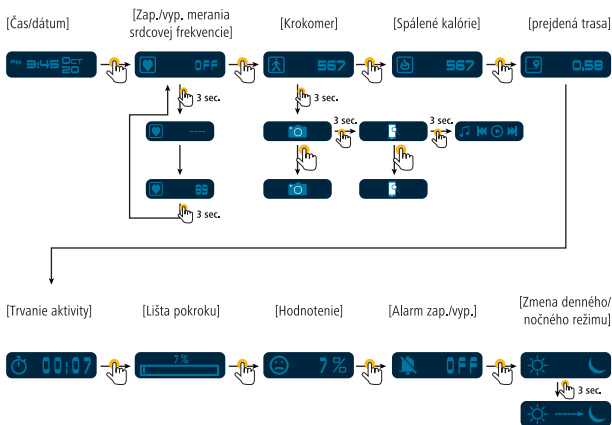 [Čas/dátum]
[Zap./vyp. merania
srdcovej frekvencie]
[Krokomer]
[Spálené kalórie]
[prejdená trasa]
PM 3:45 OCT 20
OFF
567
567
0,58
3 sec.
3 sec.
----
3 sec.
3 sec.
89
3 sec.
[Trvanie aktivity]
[Lišta pokroku]
[Hodnotenie]
[Alarm zap./vyp.]
[Zmena denného/
nočného režimu]
00:07
7%
7%
OFF
3 sec.